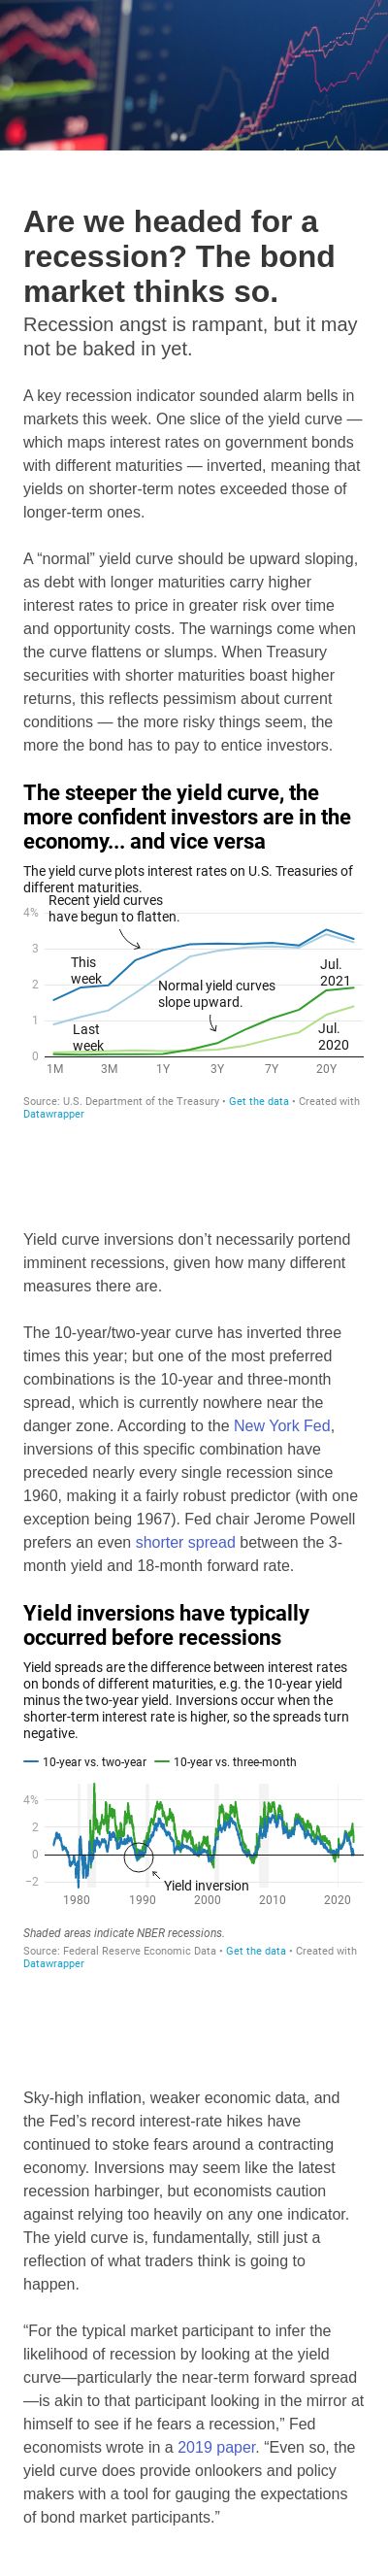 Are we headed for a
recession? The bond
market thinks so.
Recession angst is rampant, but it may
not be baked in yet.
A key recession indicator sounded alarm bells in
markets this week. One slice of the yield curve —
which maps interest rates on government bonds
with different maturities — inverted, meaning that
yields on shorter-term notes exceeded those of
longer-term ones.
A “normal” yield curve should be upward sloping,
as debt with longer maturities carry higher
interest rates to price in greater risk over time
and opportunity costs. The warnings come when
the curve flattens or slumps. When Treasury
securities with shorter maturities boast higher
returns, this reflects pessimism about current
conditions — the more risky things seem, the
more the bond has to pay to entice investors.
The steeper the yield curve, the
more confident investors are in the
economy... and vice versa
The yield curve plots interest rates on U.S. Treasuries of
different maturities.
Recent yield curves
have begun to flatten.
4%
3
2
1
0
This
week
Last
week
Normal yield curves
slope upward.
Jul.
2021
Jul.
2020
1M 3M 1Y 3Y 7Y 20Y
Source: U.S. Department of the Treasury • Get the data • Created with
Datawrapper
Yield curve inversions don’t necessarily portend
imminent recessions, given how many different
measures there are.
The 10-year/two-year curve has inverted three
times this year; but one of the most preferred
combinations is the 10-year and three-month
spread, which is currently nowhere near the
danger zone. According to the New York Fed,
inversions of this specific combination have
preceded nearly every single recession since
1960, making it a fairly robust predictor (with one
exception being 1967). Fed chair Jerome Powell
prefers an even shorter spread between the 3-
month yield and 18-month forward rate.
Yield inversions have typically
occurred before recessions
Yield spreads are the difference between interest rates
on bonds of different maturities, e.g. the 10-year yield
minus the two-year yield. Inversions occur when the
shorter-term interest rate is higher, so the spreads turn
negative.
10-year vs. two-year 10-year vs. three-month
4%
2
0
−2
Yield inversion
1980 1990 2000 2010 2020
Shaded areas indicate NBER recessions.
Source: Federal Reserve Economic Data • Get the data • Created with
Datawrapper
Sky-high inflation, weaker economic data, and
the Fed’s record interest-rate hikes have
continued to stoke fears around a contracting
economy. Inversions may seem like the latest
recession harbinger, but economists caution
against relying too heavily on any one indicator.
The yield curve is, fundamentally, still just a
reflection of what traders think is going to
happen.
“For the typical market participant to infer the
likelihood of recession by looking at the yield
curve—particularly the near-term forward spread
—is akin to that participant looking in the mirror at
himself to see if he fears a recession,” Fed
economists wrote in a 2019 paper. “Even so, the
yield curve does provide onlookers and policy
makers with a tool for gauging the expectations
of bond market participants.”